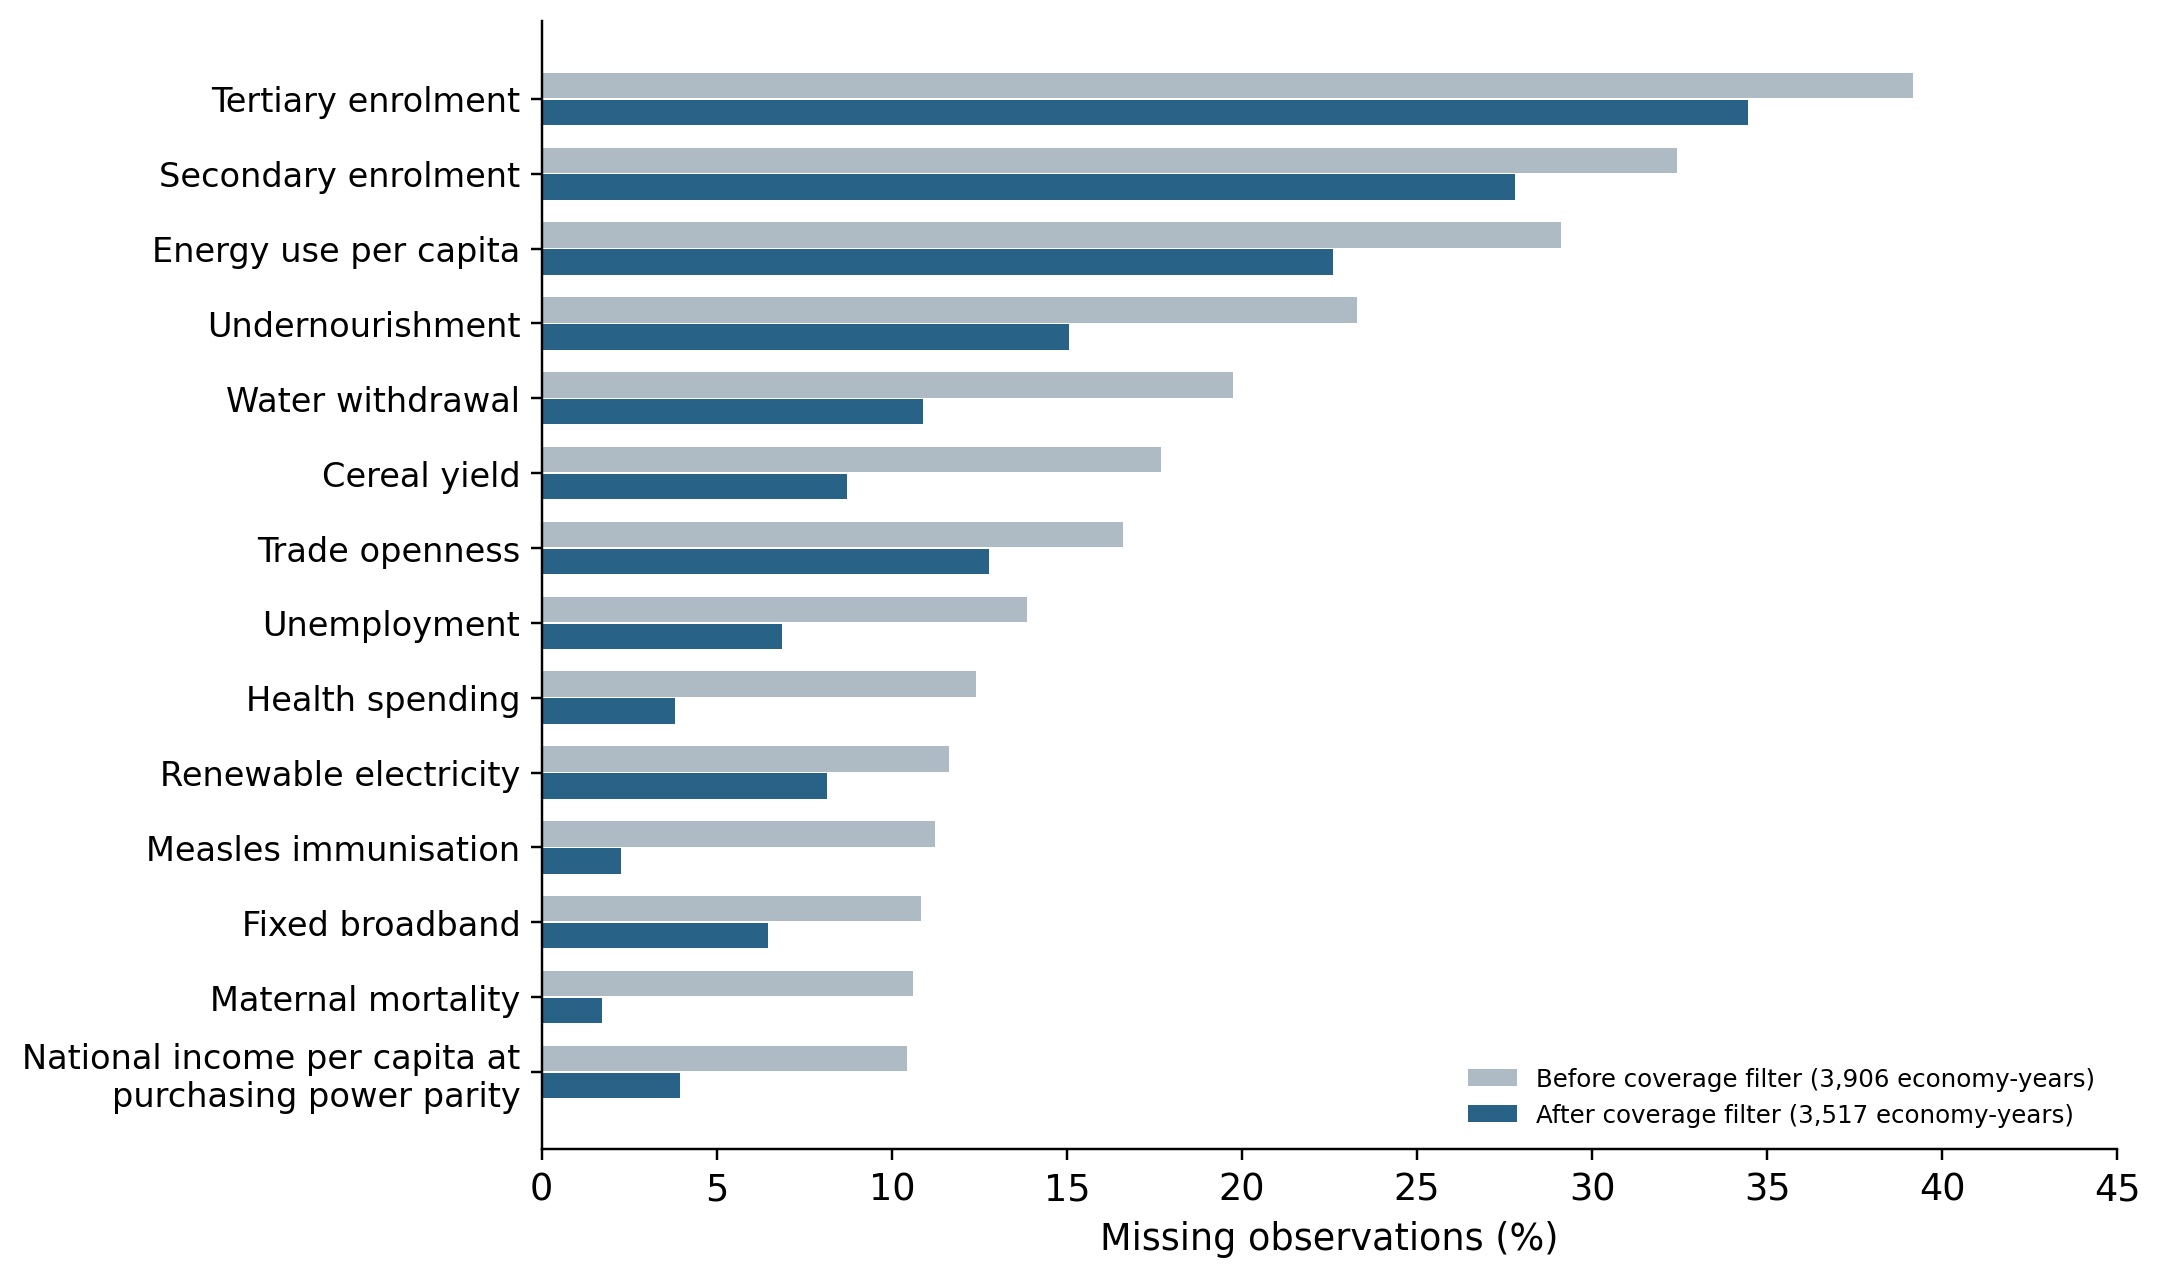 Tertiary enrolment
Secondary enrolment
Energy use per capita
Undernourishment
Water withdrawal
Cereal yield
Trade openness
Unemployment
Health spending
Renewable electricity
Measles immunisation
Fixed broadband
Maternal mortality
National income per capita at
purchasing power parity
Before coverage filter (3,906 economy-years)
After coverage filter (3,517 economy-years)
0 5 10 15 20 25 30 35 40 45
Missing observations (%)